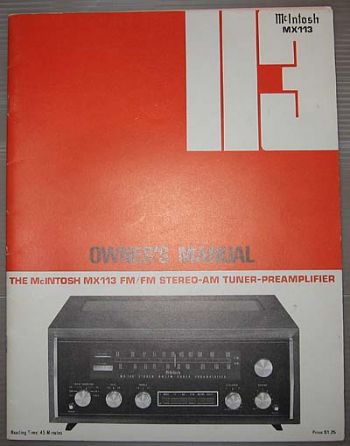 113
McIntosh
MX113
OWNER'S MANUAL
THE McINTOSH MX113 FM/FM STEREO-AM TUNER-PREAMPLIFIER
McIntosh
Reading Time: 45 Minutes
Price $1.25